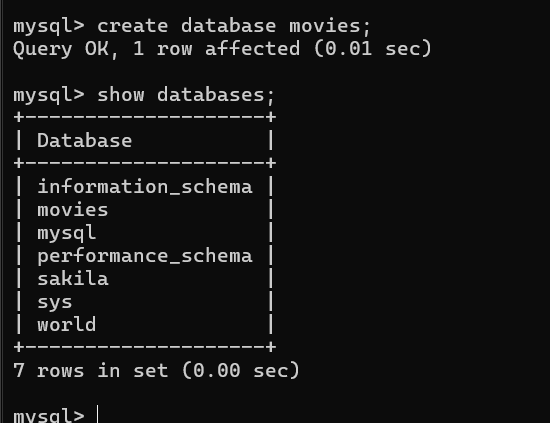 mysql> create database movies;
Query OK, 1 row affected (0.01 sec)
mysql> show databases;
+--------------------+
| Database           |
+--------------------+
| information_schema |
| movies             |
| mysql              |
| performance_schema |
| sakila             |
| sys                |
| world              |
+--------------------+
7 rows in set (0.00 sec)
mysql>